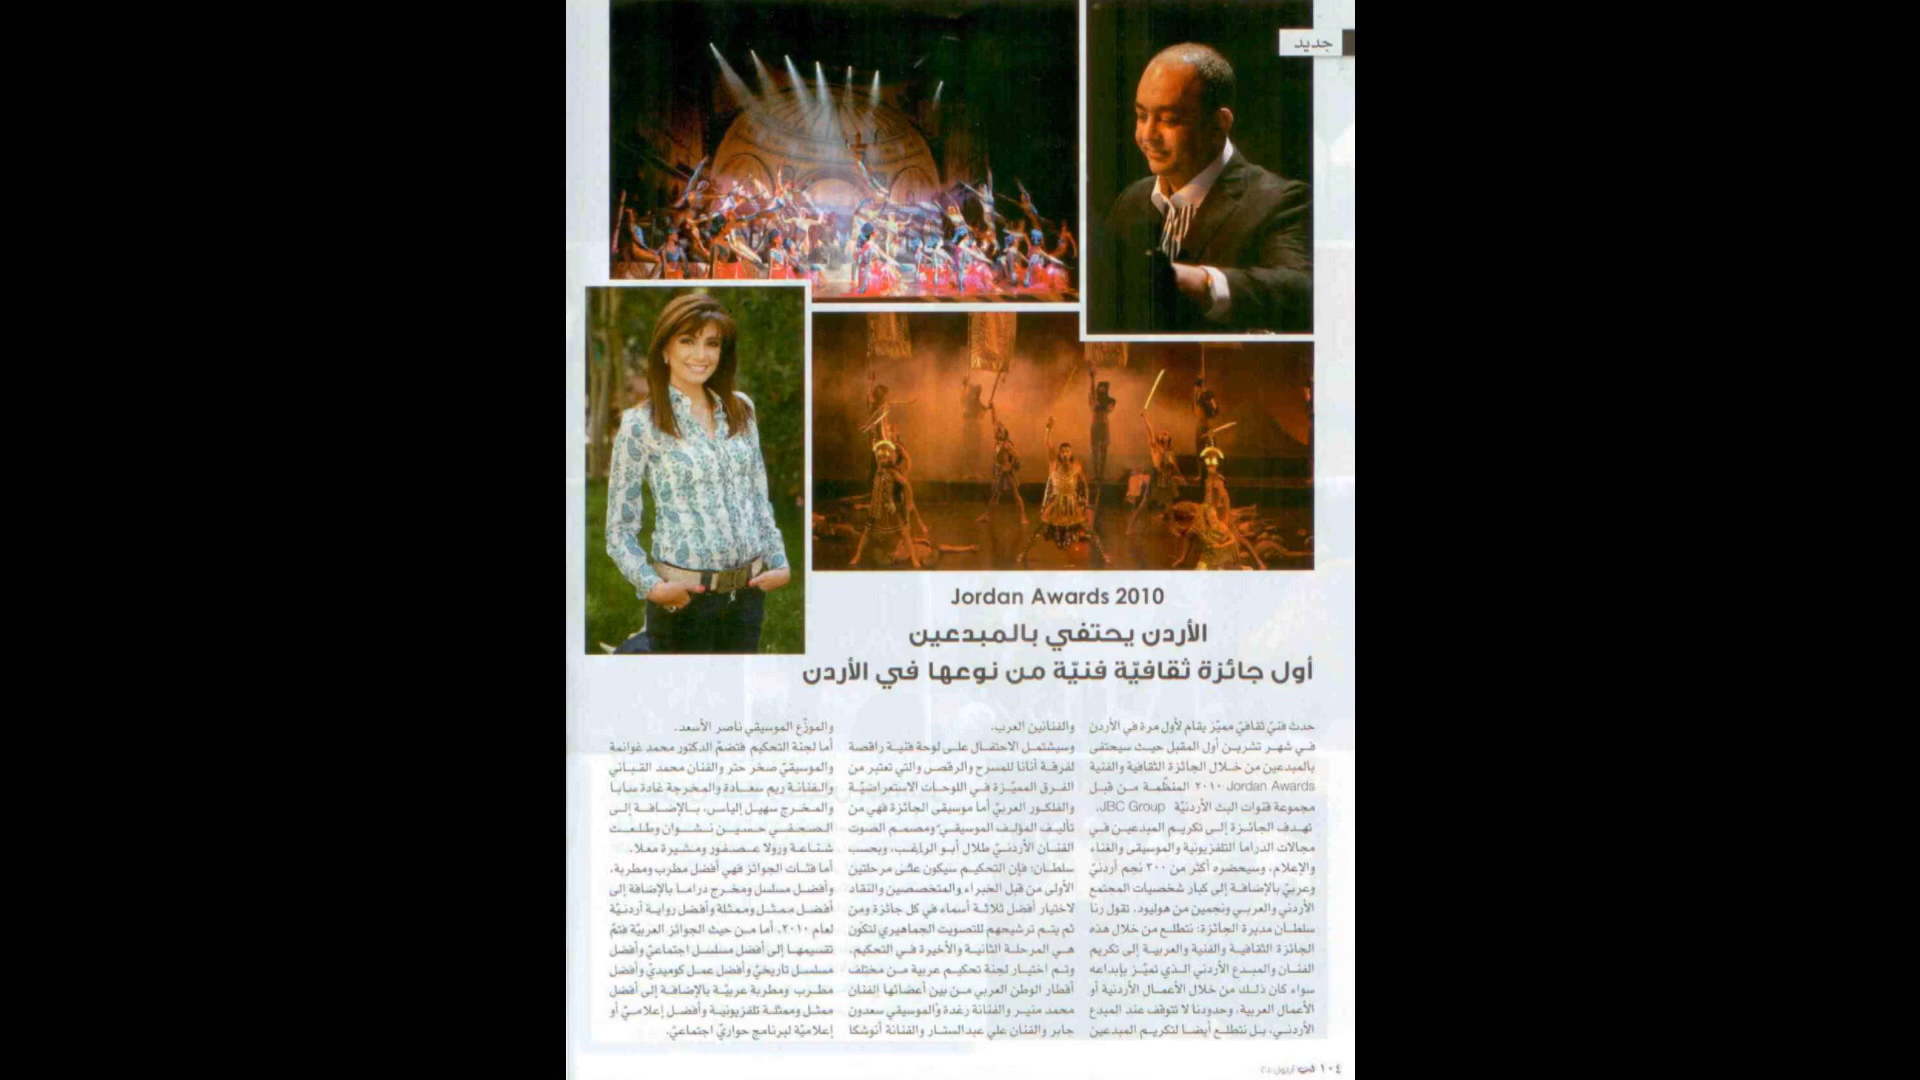 جديد
Jordan Awards 2010
الأردن يحتفي بالمبدعين
أول جائزة ثقافيّة فنيّة من نوعها في الأردن
حدث فنيّ ثقافيّ مميّز يقام لأول مرة في الأردن
في شهر تشرين أول المقبل حيث سيحتفى
بالمبدعين من خلال الجائزة الثقافية والفنية
Jordan Awards ٢٠١٠ المنظّمة من قبل
مجموعة قنوات البث الأردنيّة JBC Group.
تهدف الجائزة إلى تكريم المبدعين في
مجالات الدراما التلفزيونية والموسيقى والغناء
والإعلام، وسيحضره أكثر من ٣٠٠ نجم أردنيّ
وعربيّ بالإضافة إلى كبار شخصيات المجتمع
الأردني والعربي ونجمين من هوليود. تقول رنا
سلطان مديرة الجائزة: نتطلع من خلال هذه
الجائزة الثقافية والفنية والعربية إلى تكريم
الفنان والمبدع الأردني الذي تميّز بإبداعه
سواء كان ذلك من خلال الأعمال الأردنية أو
الأعمال العربية، وحدودنا لا تتوقف عند المبدع
الأردني، بل نتطلع أيضا لتكريم المبدعين
والفنانين العرب.
وسيشتمل الاحتفال على لوحة فنية راقصة
لفرقة أنانا للمسرح والرقص والتي تعتبر من
الفرق المميّزة في اللوحات الاستعراضيّة
والفلكلور العربيّ أما موسيقى الجائزة فهي من
تأليف المؤلف الموسيقيّ ومصمم الصوت
الفنان الأردنيّ طلال أبو الراغب، وبحسب
سلطان؛ فإن التحكيم سيكون على مرحلتين
الأولى من قبل الخبراء والمتخصصين والنقاد
لاختيار أفضل ثلاثة أسماء في كل جائزة ومن
ثم يتم ترشيحهم للتصويت الجماهيري لتكون
هي المرحلة الثانية والأخيرة في التحكيم،
وتم اختيار لجنة تحكيم عربية من مختلف
أقطار الوطن العربي من بين أعضائها الفنان
محمد منير والفنانة رغدة والموسيقي سعدون
جابر والفنان علي عبدالستار والفنانة أنوشكا
والموزّع الموسيقي ناصر الأسعد.
أما لجنة التحكيم فتضمّ الدكتور محمد غوانمة
والموسيقيّ صخر حتر والفنان محمد القباني
والفنانة ريم سعادة والمخرجة غادة سابا
والمخرج سهيل إلياس، بالإضافة إلى
الصحفي حسين نشوان وطلعت
شناعة ورولا عصفور ومشيرة معلا.
أما فئات الجوائز فهي أفضل مطرب ومطربة،
وأفضل مسلسل ومخرج دراما بالإضافة إلى
أفضل ممثل وممثلة وأفضل رواية أردنيّة
لعام ٢٠١٠. أما من حيث الجوائز العربيّة فتمّ
تقسيمها إلى أفضل مسلسل اجتماعيّ وأفضل
مسلسل تاريخيّ وأفضل عمل كوميديّ وأفضل
مطرب ومطربة عربيّة بالإضافة إلى أفضل
ممثل وممثلة تلفزيونية وأفضل إعلاميّ أو
إعلاميّة لبرنامج حواريّ اجتماعيّ.
١٠٤